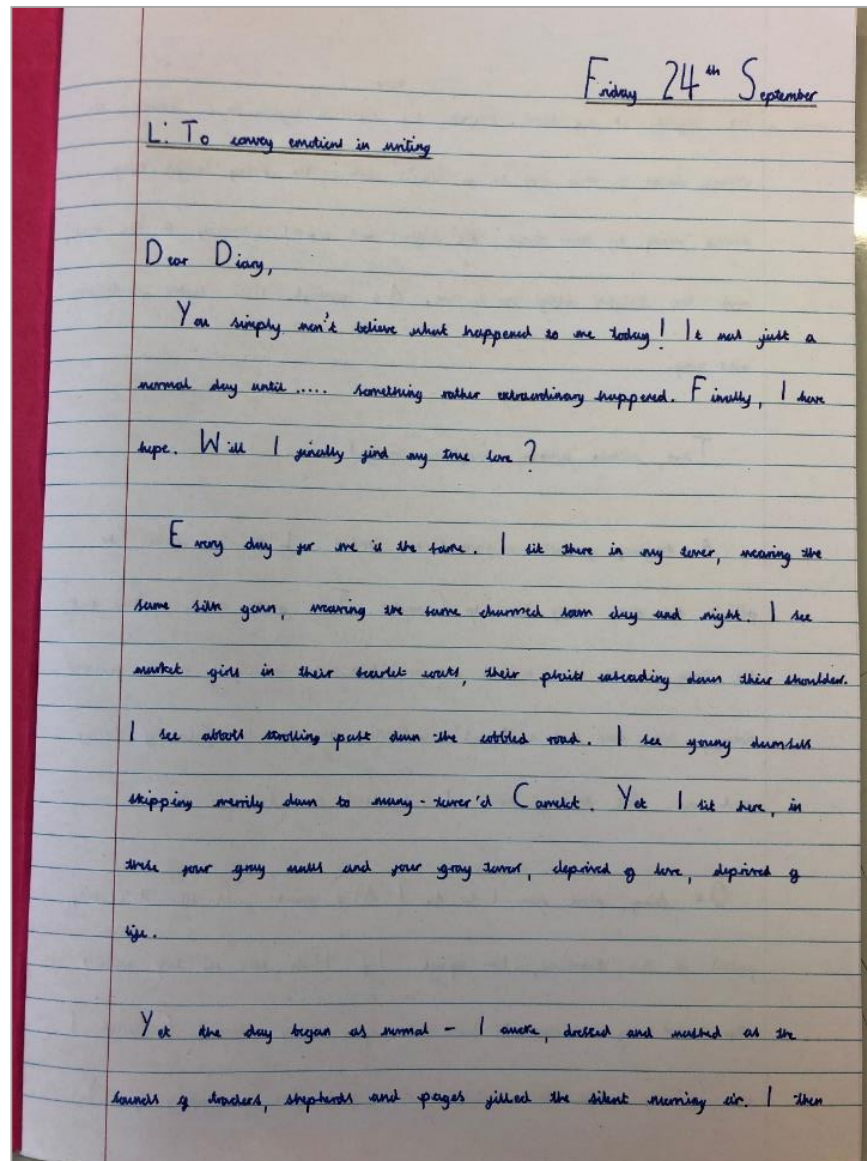 Friday 24th September
L: To convey emotions in writing
Dear Diary,
You simply won't believe what happened to me today! It was just a
normal day until ..... something rather extraordinary happened. Finally, I have
hope. Will I finally find my true love?
Every day for me is the same. I sit there in my tower, wearing the
same silk gown, weaving the same charmed day and night. I see
market girls in their scarlet coats, their plaits cascading down their shoulders.
I see abbots strolling past down the cobbled road. I see young damsels
skipping merrily down to many-tower'd Camelot. Yet I sit here, in
these four gray walls and four gray towers, deprived of love, deprived of
life.
Yet the day began as normal - I awoke, dressed and washed as the
sounds of traders, shepherds and pages filled the silent morning air. I then